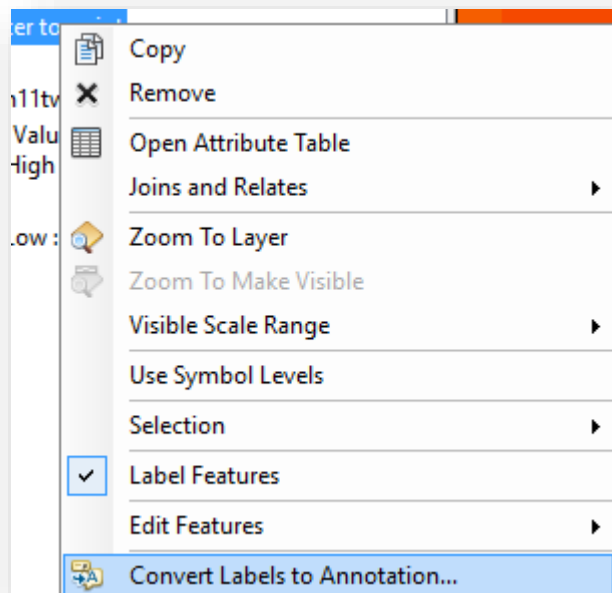 Copy
Remove
Open Attribute Table
Joins and Relates
Zoom To Layer
Zoom To Make Visible
Visible Scale Range
Use Symbol Levels
Selection
Label Features
Edit Features
Convert Labels to Annotation...